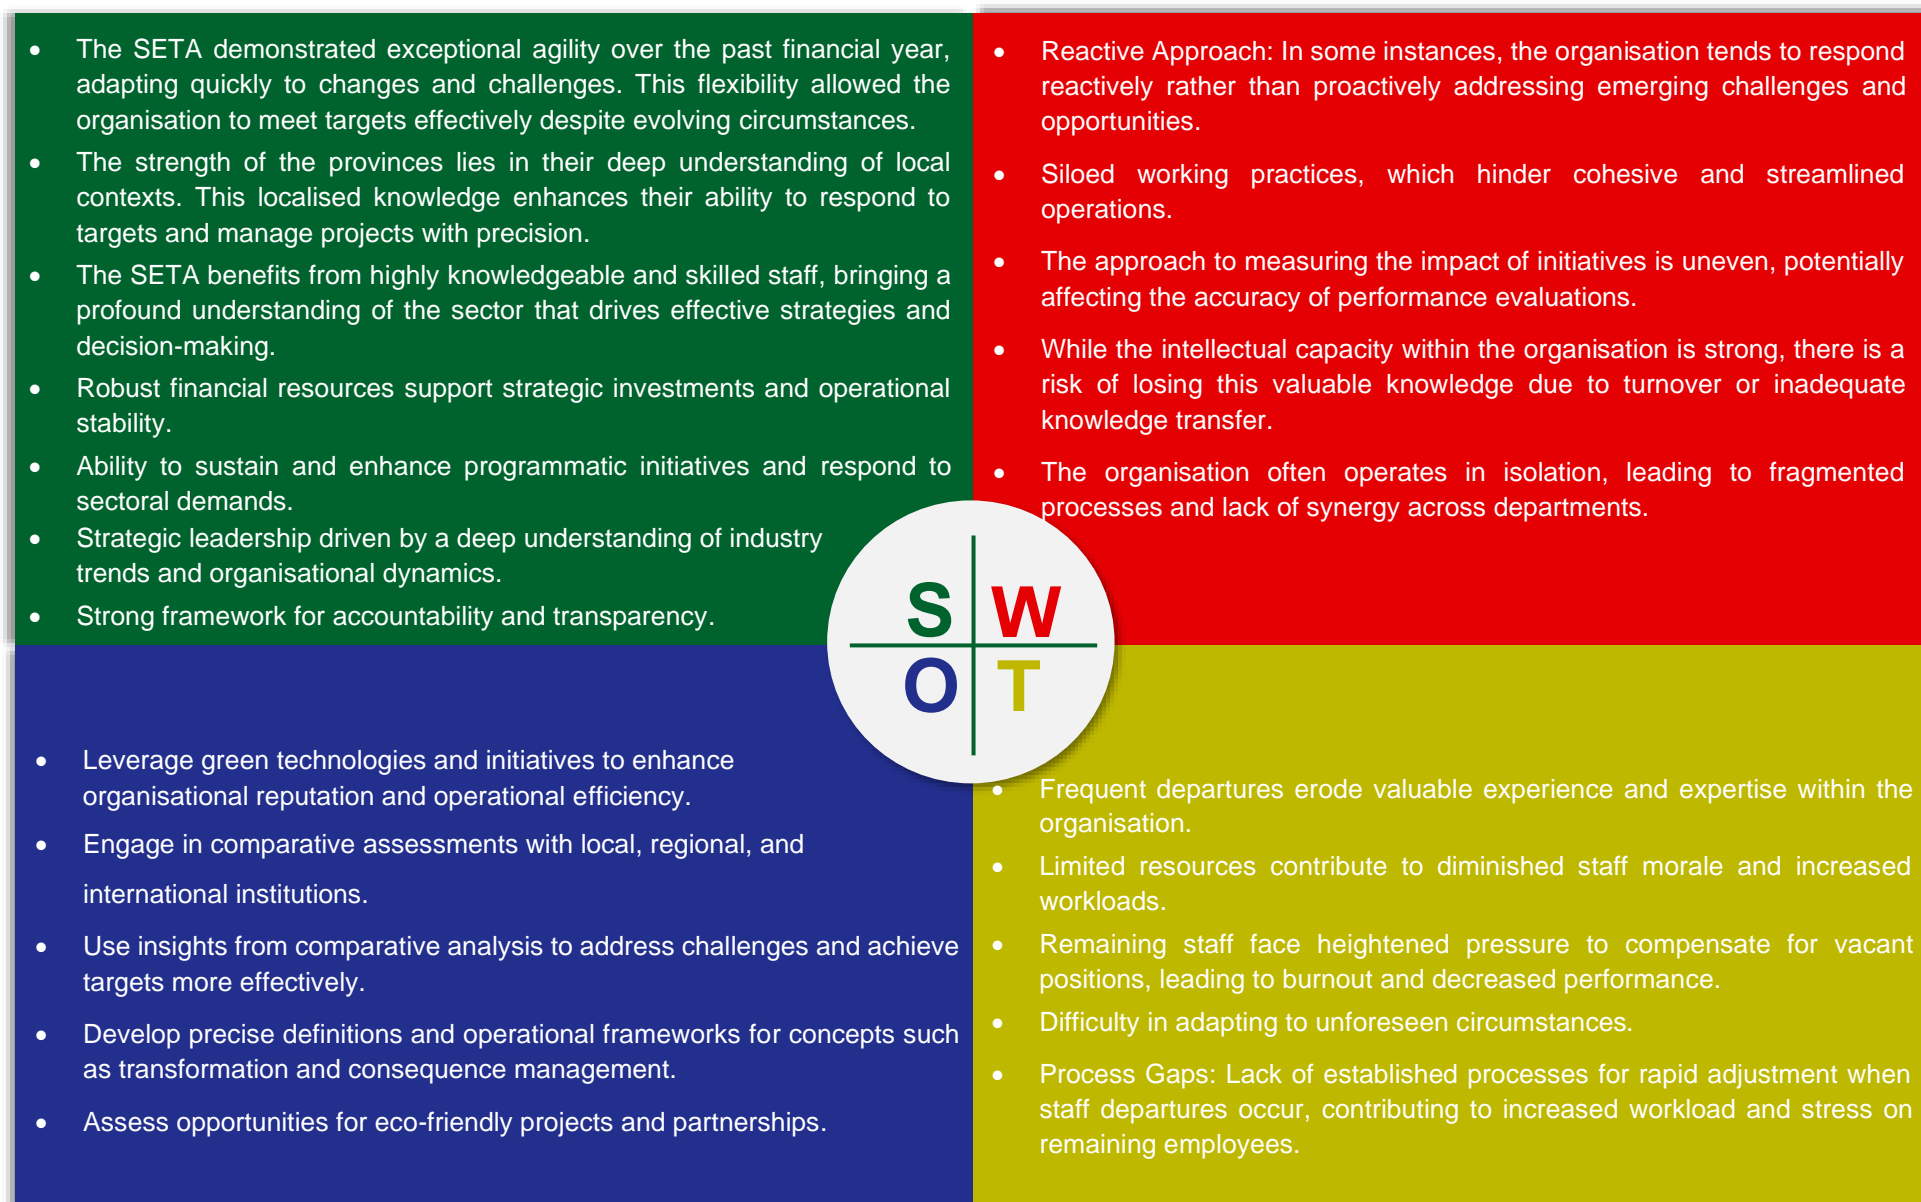 • The SETA demonstrated exceptional agility over the past financial year,
adapting quickly to changes and challenges. This flexibility allowed the
organisation to meet targets effectively despite evolving circumstances.
• The strength of the provinces lies in their deep understanding of local
contexts. This localised knowledge enhances their ability to respond to
targets and manage projects with precision.
• The SETA benefits from highly knowledgeable and skilled staff, bringing a
profound understanding of the sector that drives effective strategies and
decision-making.
• Robust financial resources support strategic investments and operational
stability.
• Ability to sustain and enhance programmatic initiatives and respond to
sectoral demands.
• Strategic leadership driven by a deep understanding of industry
trends and organisational dynamics.
• Strong framework for accountability and transparency.
• Reactive Approach: In some instances, the organisation tends to respond
reactively rather than proactively addressing emerging challenges and
opportunities.
• Siloed working practices, which hinder cohesive and streamlined
operations.
• The approach to measuring the impact of initiatives is uneven, potentially
affecting the accuracy of performance evaluations.
• While the intellectual capacity within the organisation is strong, there is a
risk of losing this valuable knowledge due to turnover or inadequate
knowledge transfer.
• The organisation often operates in isolation, leading to fragmented
processes and lack of synergy across departments.
S W
O T
• Leverage green technologies and initiatives to enhance
organisational reputation and operational efficiency.
• Engage in comparative assessments with local, regional, and
international institutions.
• Use insights from comparative analysis to address challenges and achieve
targets more effectively.
• Develop precise definitions and operational frameworks for concepts such
as transformation and consequence management.
• Assess opportunities for eco-friendly projects and partnerships.
• Frequent departures erode valuable experience and expertise within the
organisation.
• Limited resources contribute to diminished staff morale and increased
workloads.
• Remaining staff face heightened pressure to compensate for vacant
positions, leading to burnout and decreased performance.
• Difficulty in adapting to unforeseen circumstances.
• Process Gaps: Lack of established processes for rapid adjustment when
staff departures occur, contributing to increased workload and stress on
remaining employees.